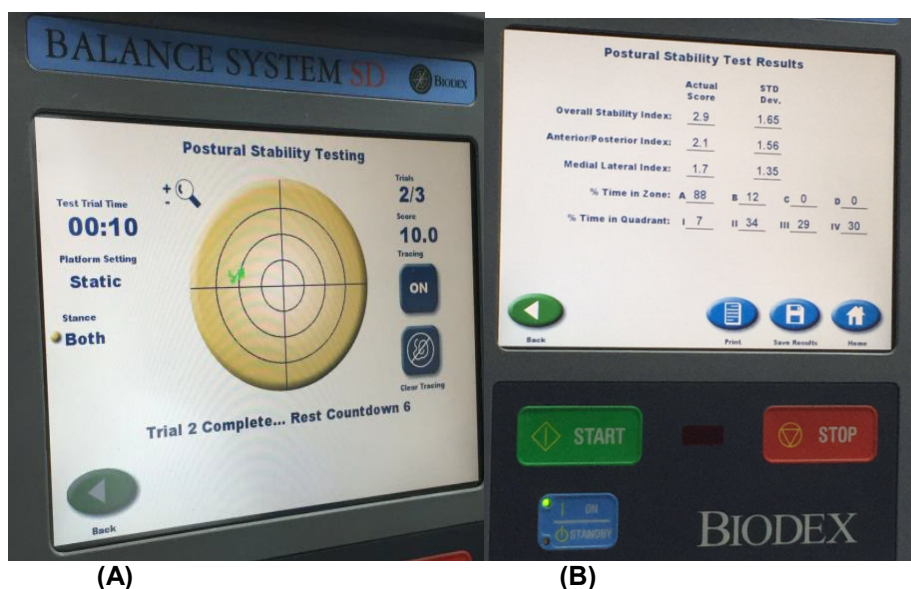 BALANCE SYSTEM SD BIODEX
Postural Stability Testing
Test Trial Time
00:10
Platform Setting
Static
Stance
Both
+
-
Trials
2/3
Score
10.0
Tracing
ON
Clear Tracing
Trial 2 Complete... Rest Countdown 6
Back
(A)
Postural Stability Test Results
Actual Score STD Dev.
Overall Stability Index: 2.9 1.65
Anterior/Posterior Index: 2.1 1.56
Medial Lateral Index: 1.7 1.35
% Time in Zone: A 88 B 12 C 0 D 0
% Time in Quadrant: I 7 II 34 III 29 IV 30
Back Print Save Results Home
START STOP
ON
STANDBY
BIODEX
(B)